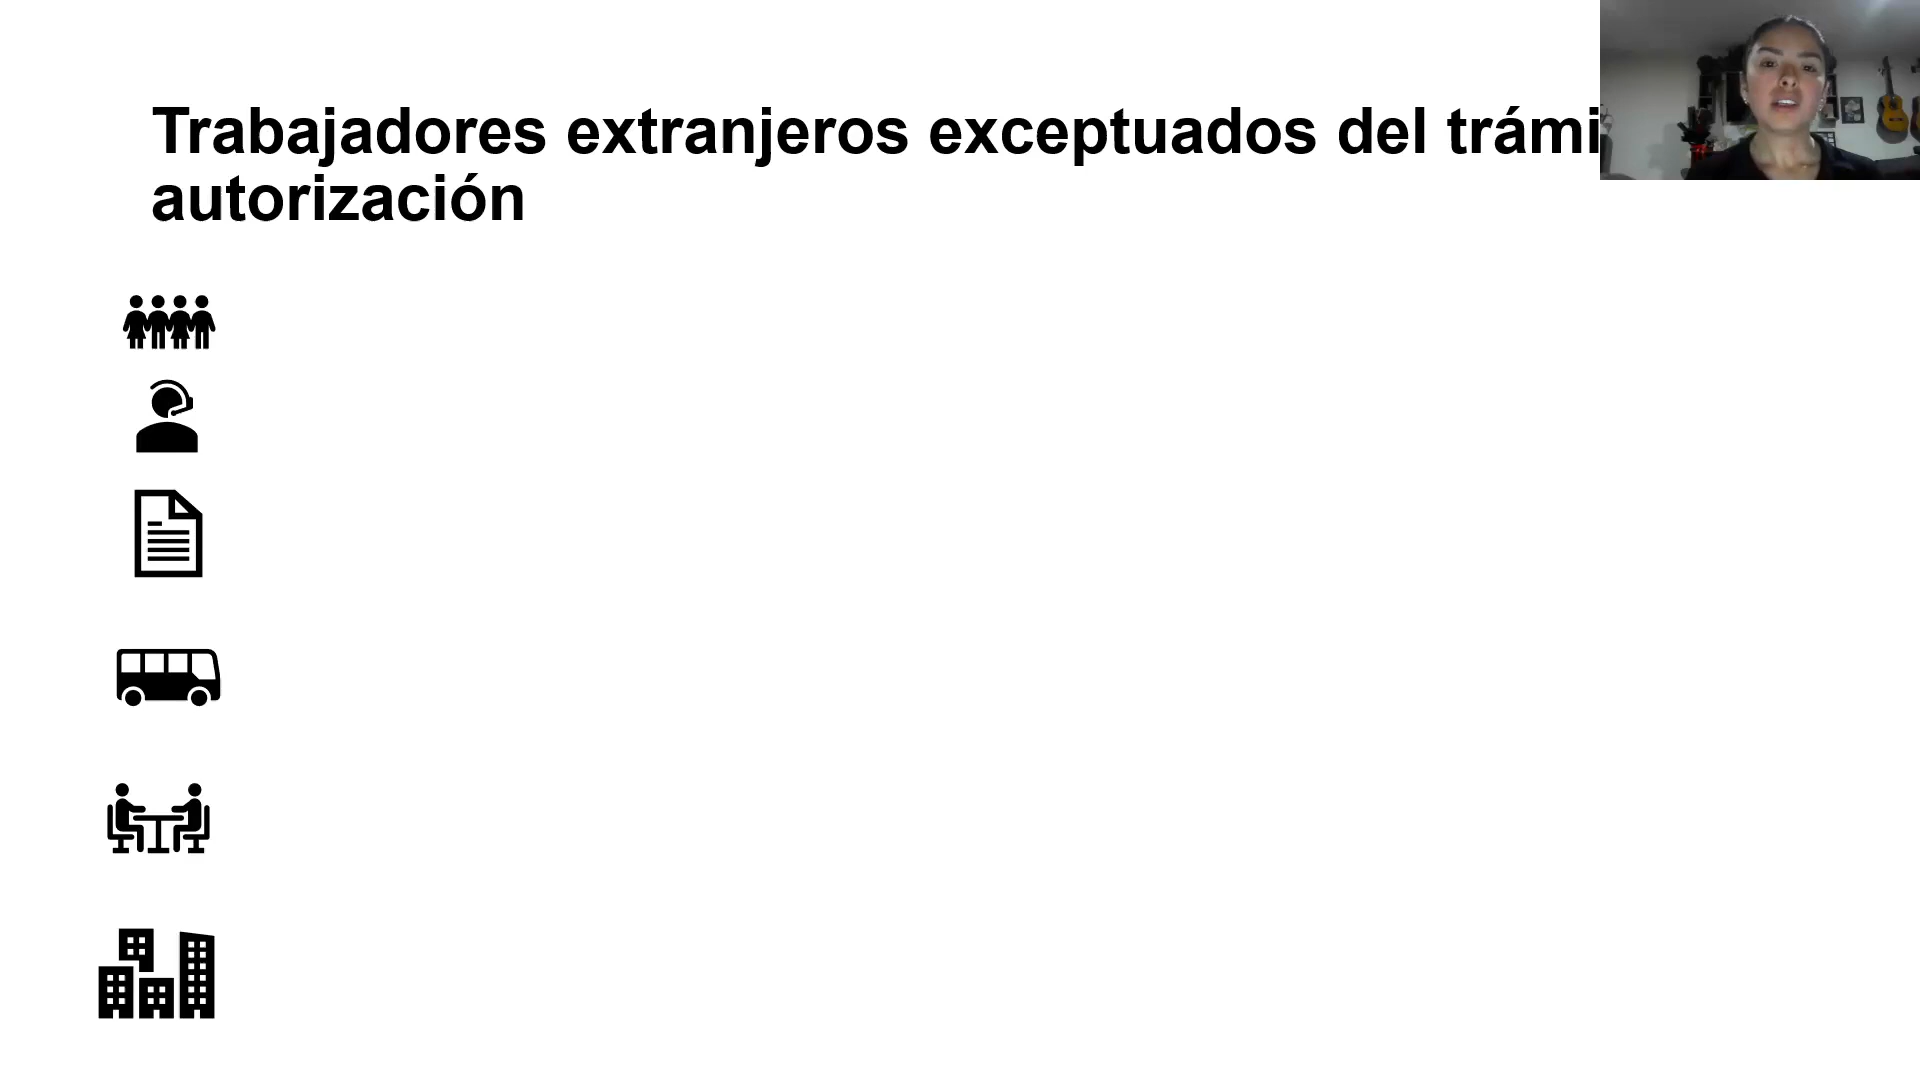 Trabajadores extranjeros exceptuados del trámi
autorización